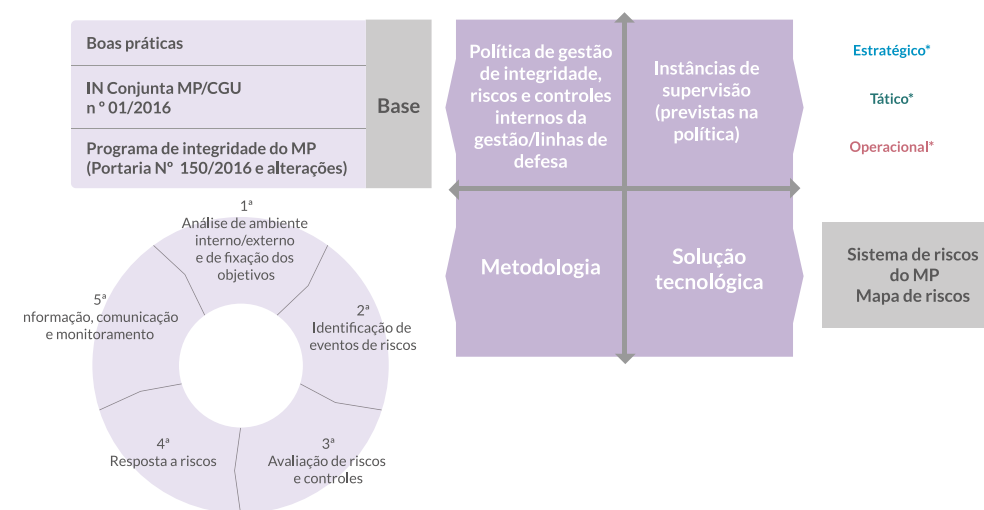 Boas práticas
IN Conjunta MP/CGU
n º 01/2016
Programa de integridade do MP
(Portaria Nº 150/2016 e alterações)
Base
Política de gestão
de integridade,
riscos e controles
internos da
gestão/linhas de
defesa
Instâncias de
supervisão
(previstas na
política)
Estratégico*
Tático*
Operacional*
Metodologia
Solução
tecnológica
Sistema de riscos
do MP
Mapa de riscos
1ª
Análise de ambiente
interno/externo
e de fixação dos
objetivos
2ª
Identificação de
eventos de riscos
3ª
Avaliação de riscos
e controles
4ª
Resposta a riscos
5ª
nformação, comunicação
e monitoramento